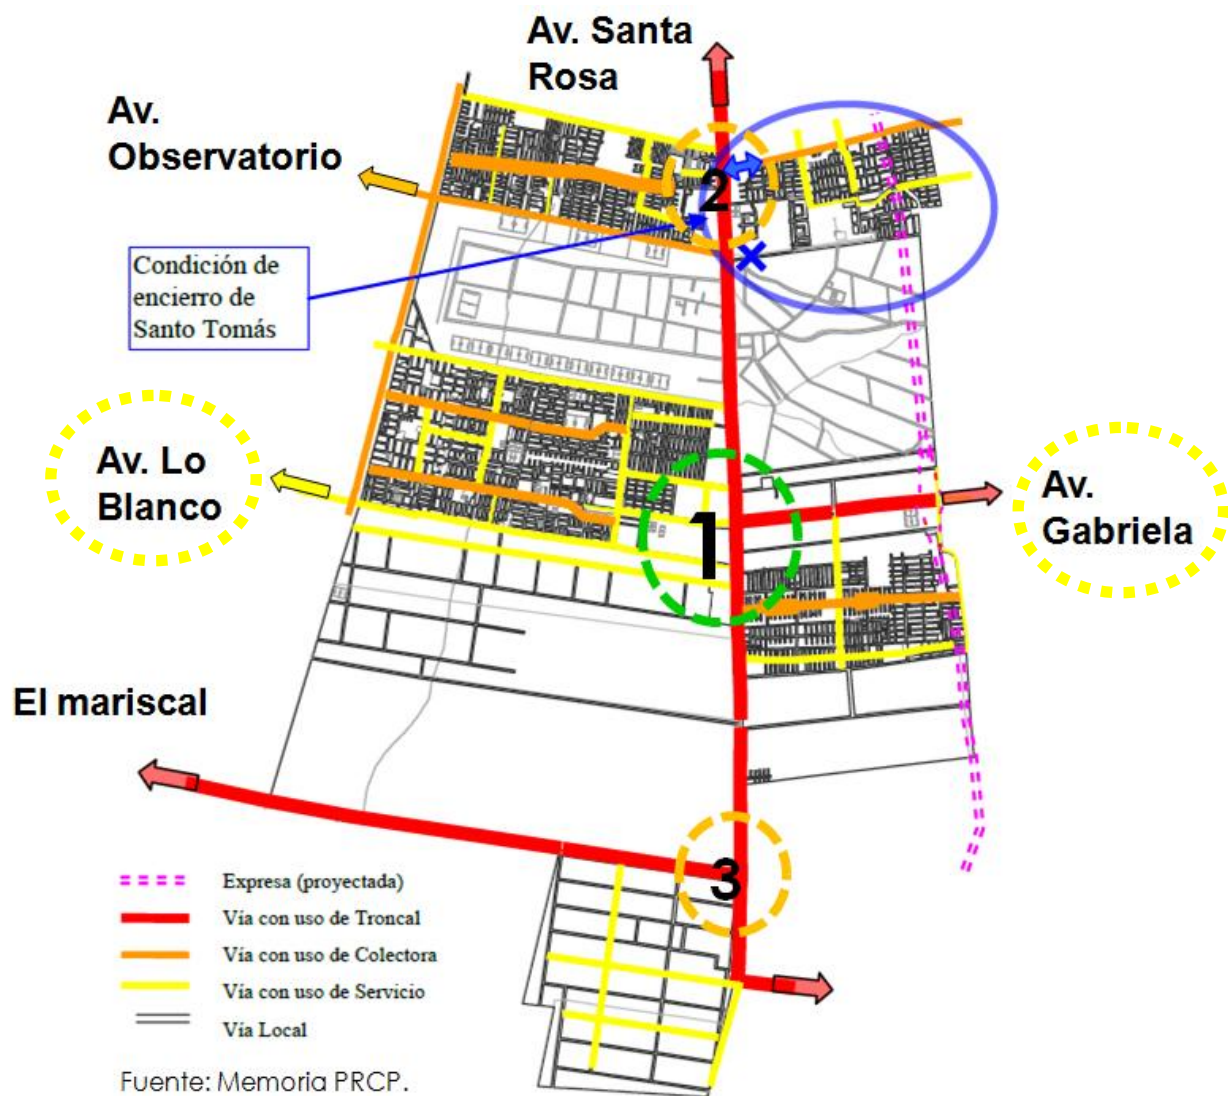 Av. Santa
Rosa
Av.
Observatorio
2
Condición de
encierro de
Santo Tomás
Av. Lo
Blanco
1
Av.
Gabriela
El mariscal
3
Expresa (proyectada)
Vía con uso de Troncal
Vía con uso de Colectora
Vía con uso de Servicio
Vía Local
Fuente: Memoria PRCP.